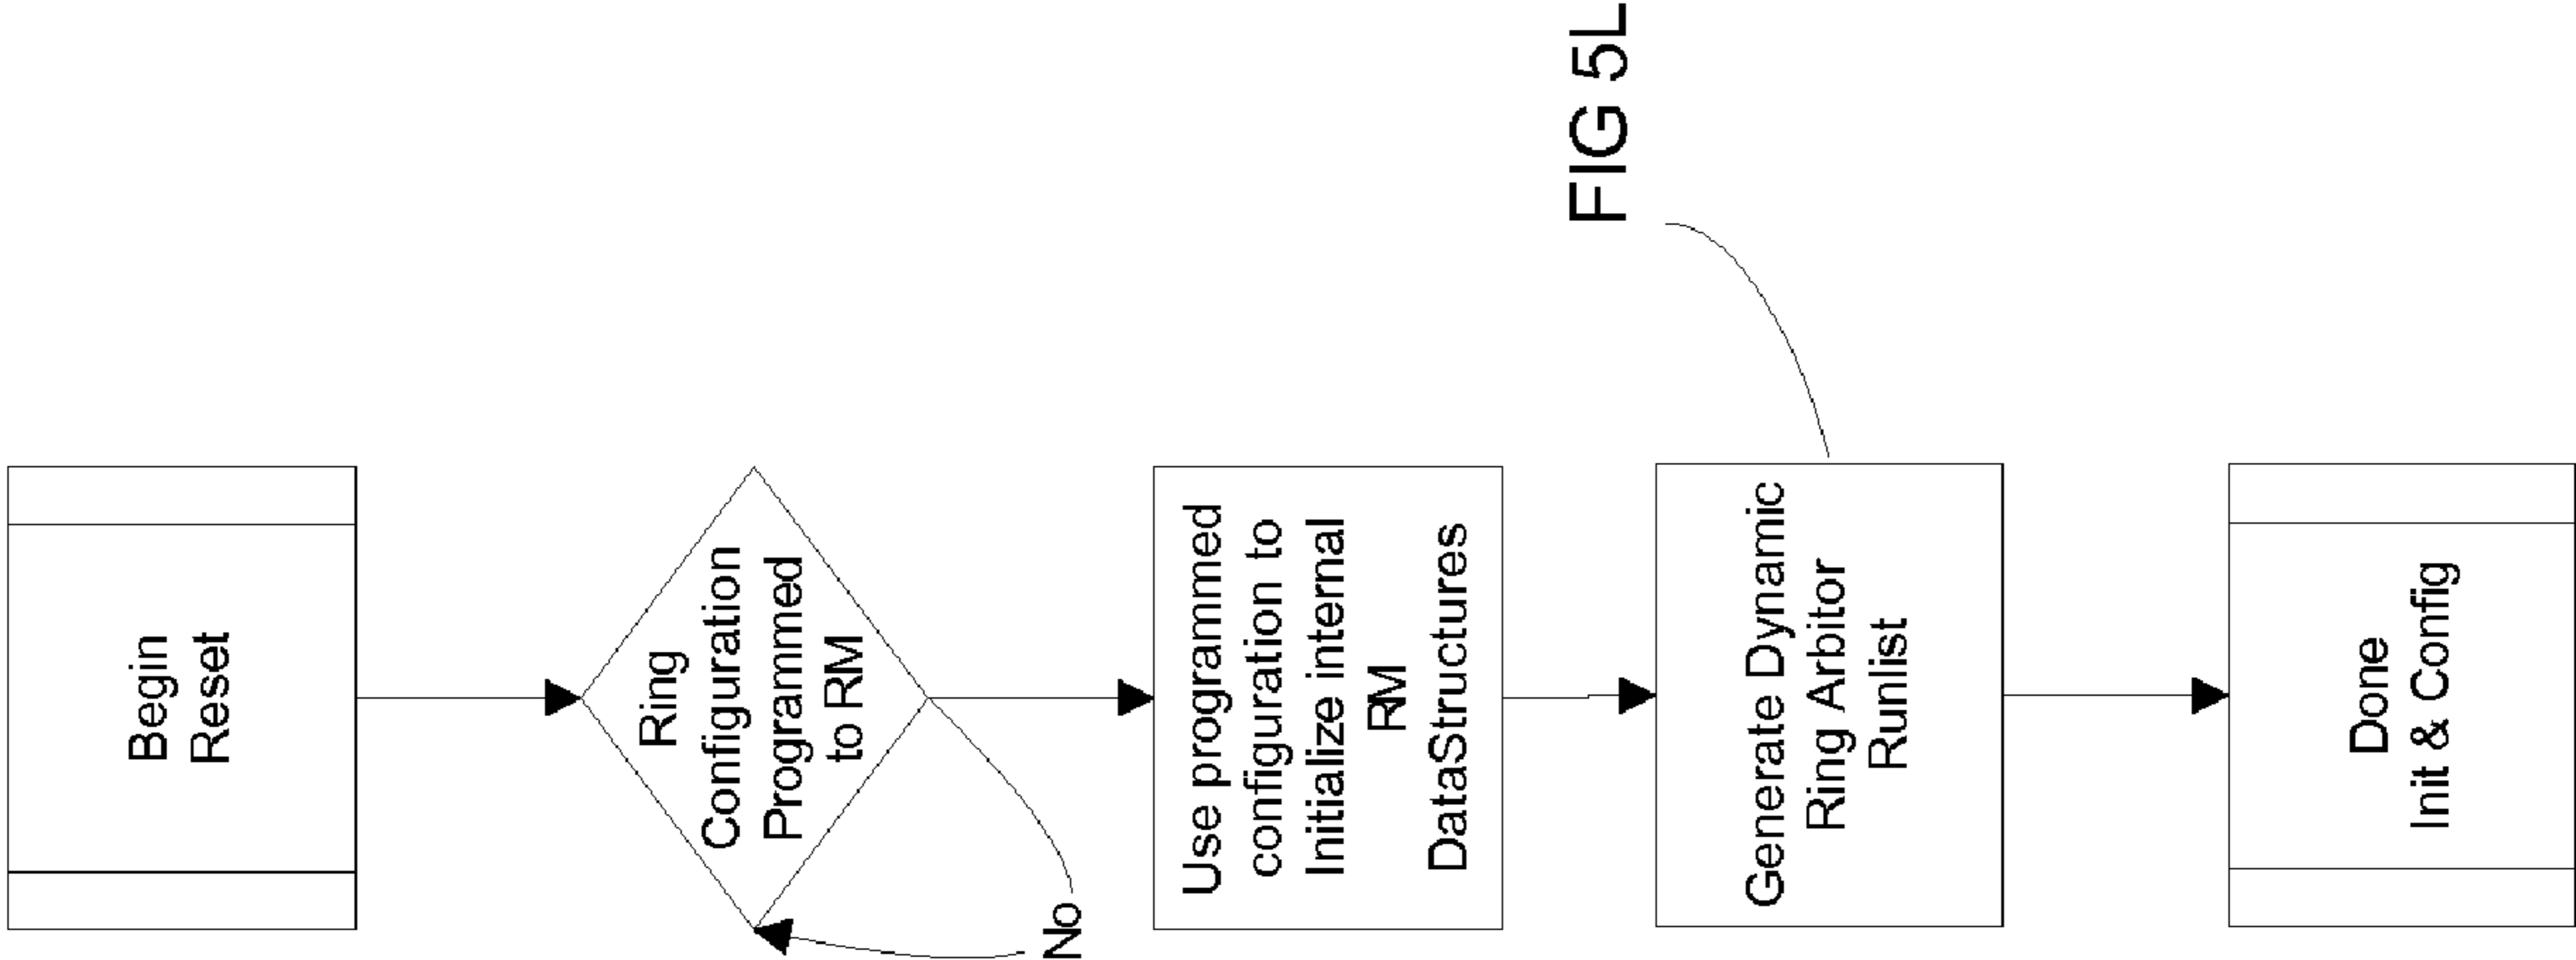 Begin
Reset
Ring
Configuration
Programmed
to RM
No
Use programmed
configuration to
Initialize internal
RM
DataStructures
FIG 5L
Generate Dynamic
Ring Arbitor
Runlist
Done
Init & Config